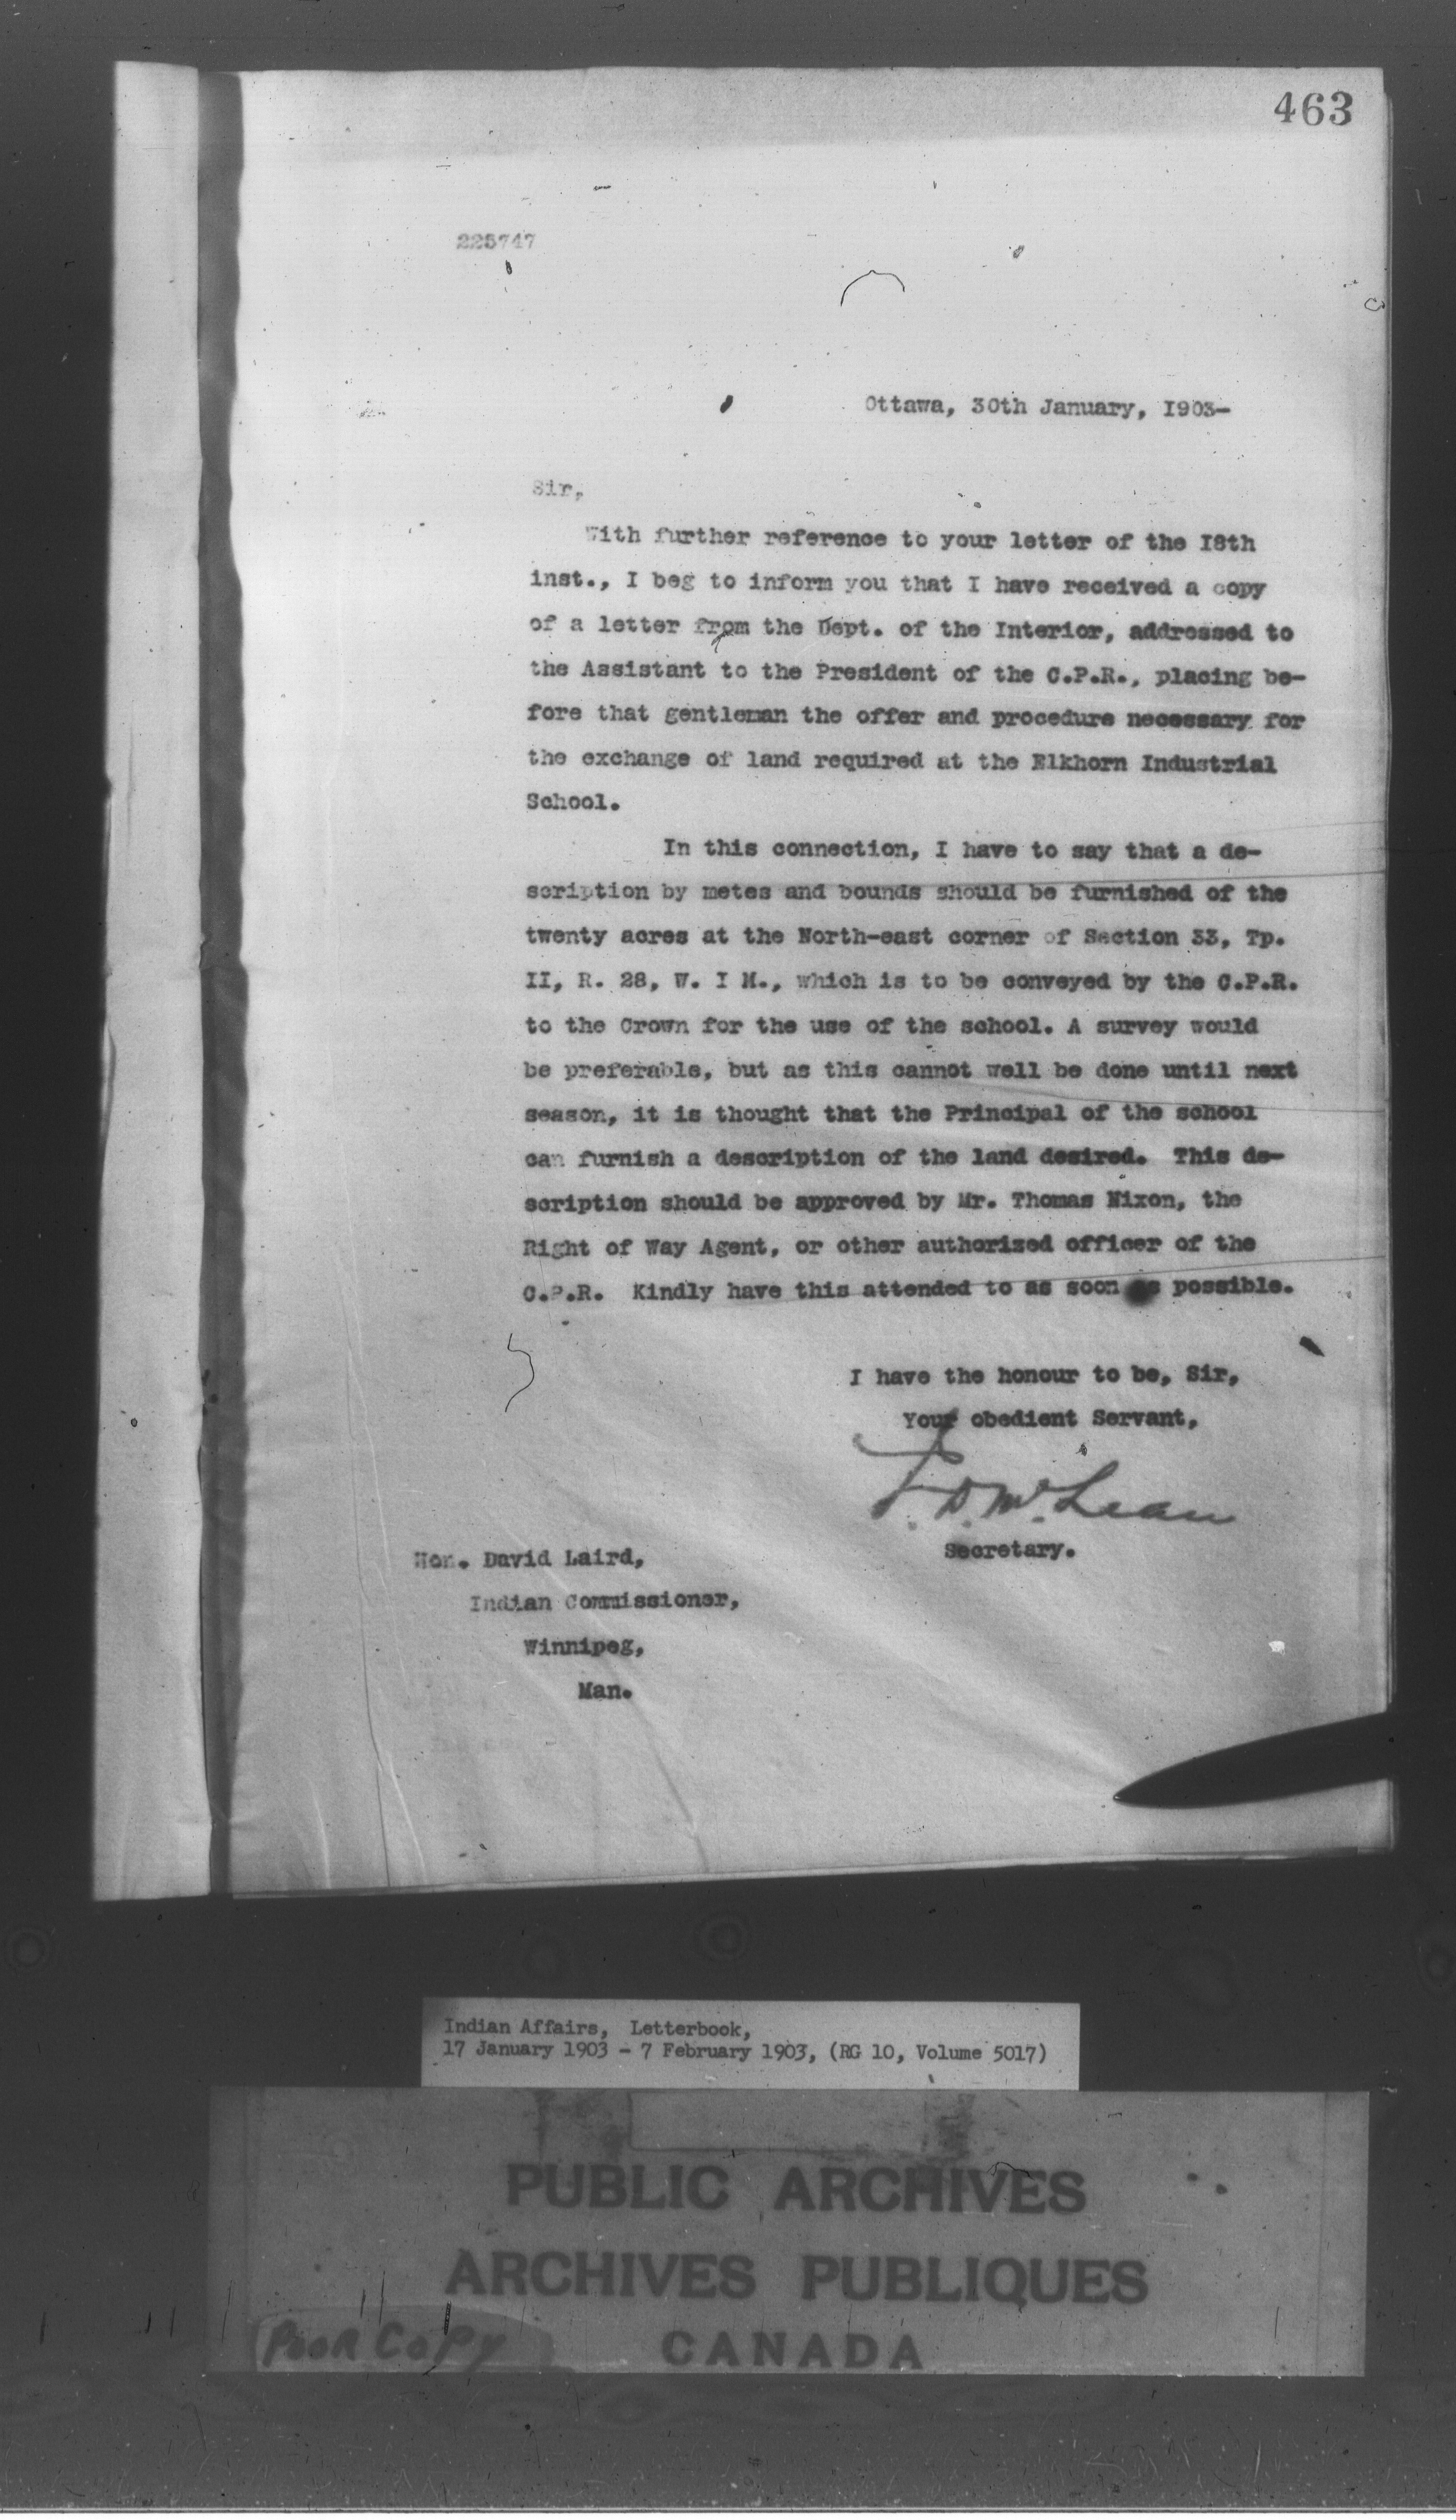 463
225747
Ottawa, 30th January, I903-
Sir,
With further reference to your letter of the I8th
inst., I beg to inform you that I have received a copy
of a letter from the Dept. of the Interior, addressed to
the Assistant to the President of the C.P.R., placing be-
fore that gentleman the offer and procedure necessary for
the exchange of land required at the Elkhorn Industrial
School.
In this connection, I have to say that a de-
scription by metes and bounds should be furnished of the
twenty acres at the North-east corner of Section 33, Tp.
II, R. 28, W. I M., which is to be conveyed by the C.P.R.
to the Crown for the use of the school. A survey would
be preferable, but as this cannot well be done until next
season, it is thought that the Principal of the school
can furnish a description of the land desired. This de-
scription should be approved by Mr. Thomas Nixon, the
Right of Way Agent, or other authorized officer of the
C.P.R. Kindly have this attended to as soon as possible.
I have the honour to be, Sir,
Your obedient Servant,
J. D. McLean
Secretary.
Hon. David Laird,
Indian Commissioner,
Winnipeg,
Man.
Indian Affairs, Letterbook,
17 January 1903 - 7 February 1903, (RG 10, Volume 5017)
PUBLIC ARCHIVES
ARCHIVES PUBLIQUES
CANADA
POOR COPY